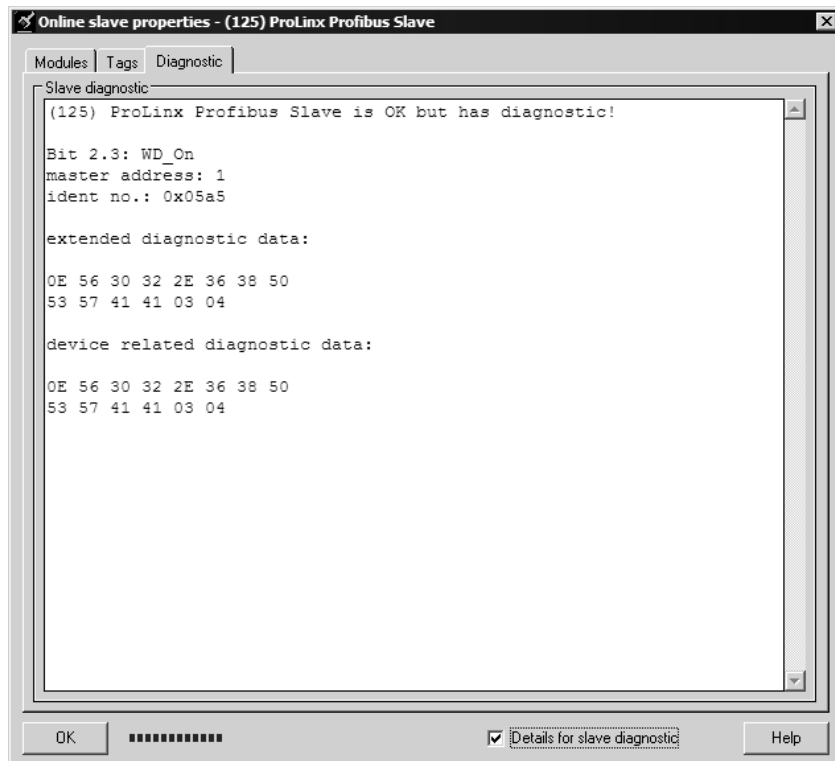 Online slave properties - (125) ProLinx Profibus Slave
Modules Tags Diagnostic
Slave diagnostic
(125) ProLinx Profibus Slave is OK but has diagnostic!
Bit 2.3: WD_On
master address: 1
ident no.: 0x05a5
extended diagnostic data:
0E 56 30 32 2E 36 38 50
53 57 41 41 03 04
device related diagnostic data:
0E 56 30 32 2E 36 38 50
53 57 41 41 03 04
OK Details for slave diagnostic Help